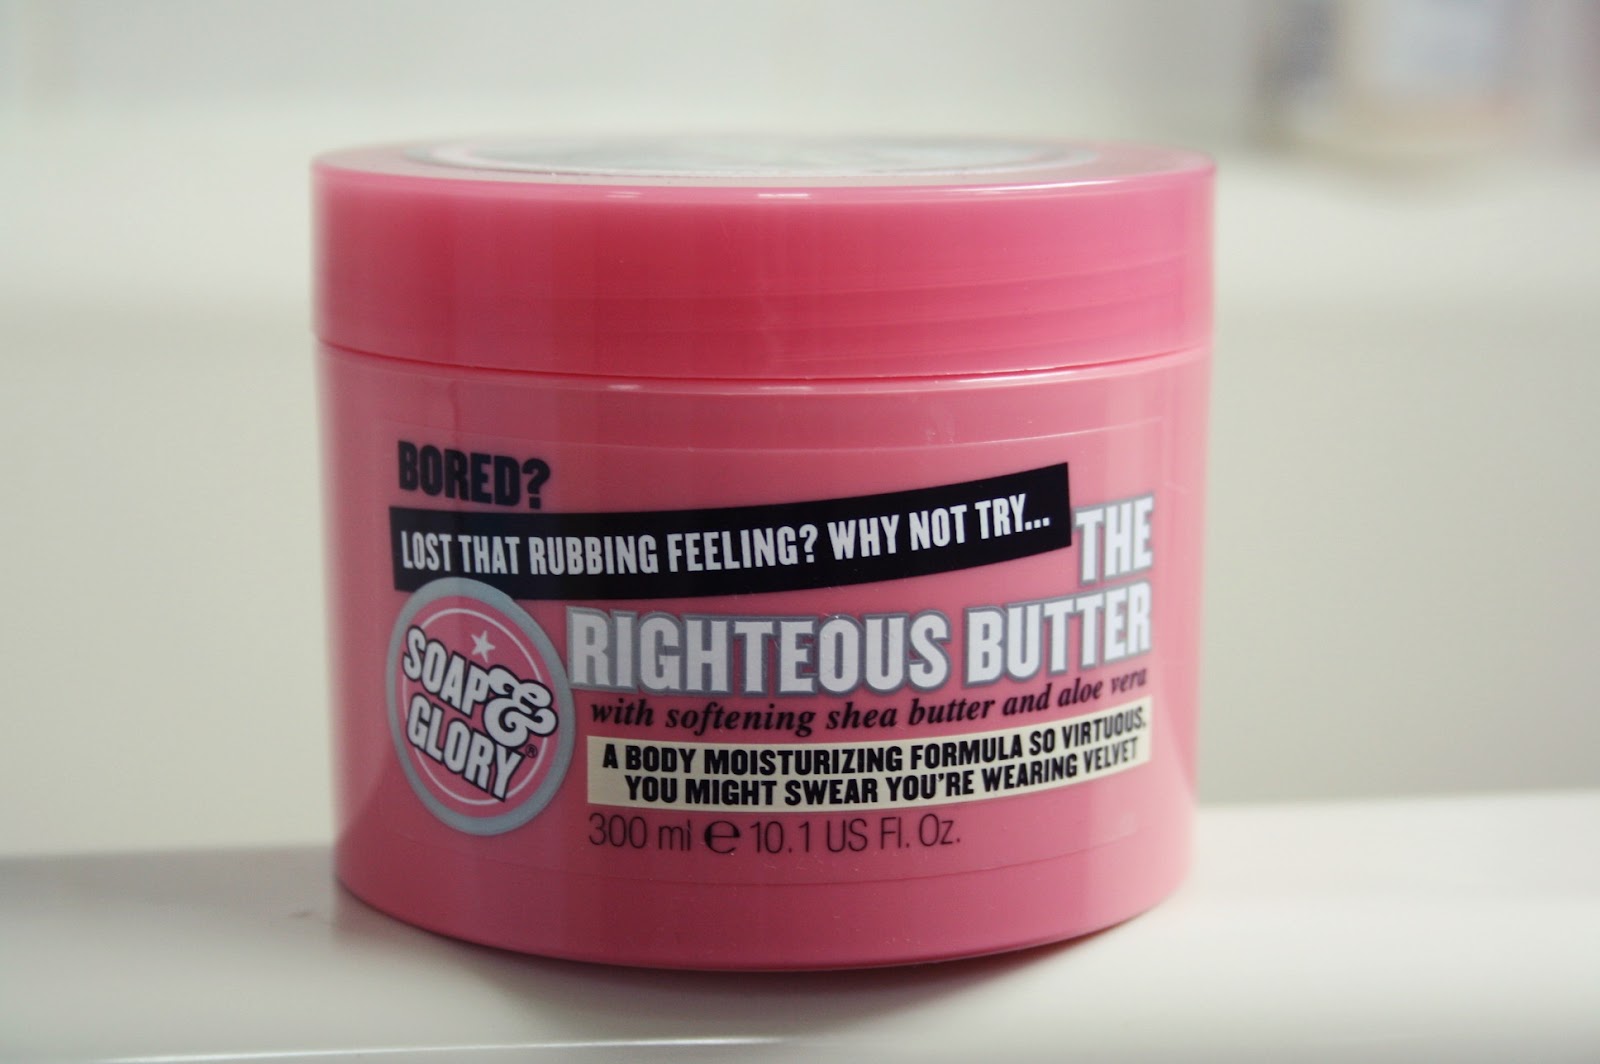 BORED?
LOST THAT RUBBING FEELING? WHY NOT TRY...
THE
RIGHTEOUS BUTTER
with softening shea butter and aloe vera
A BODY MOISTURIZING FORMULA SO VIRTUOUS,
YOU MIGHT SWEAR YOU'RE WEARING VELVET
300 ml ℮ 10.1 US Fl. Oz.
SOAP &
GLORY®